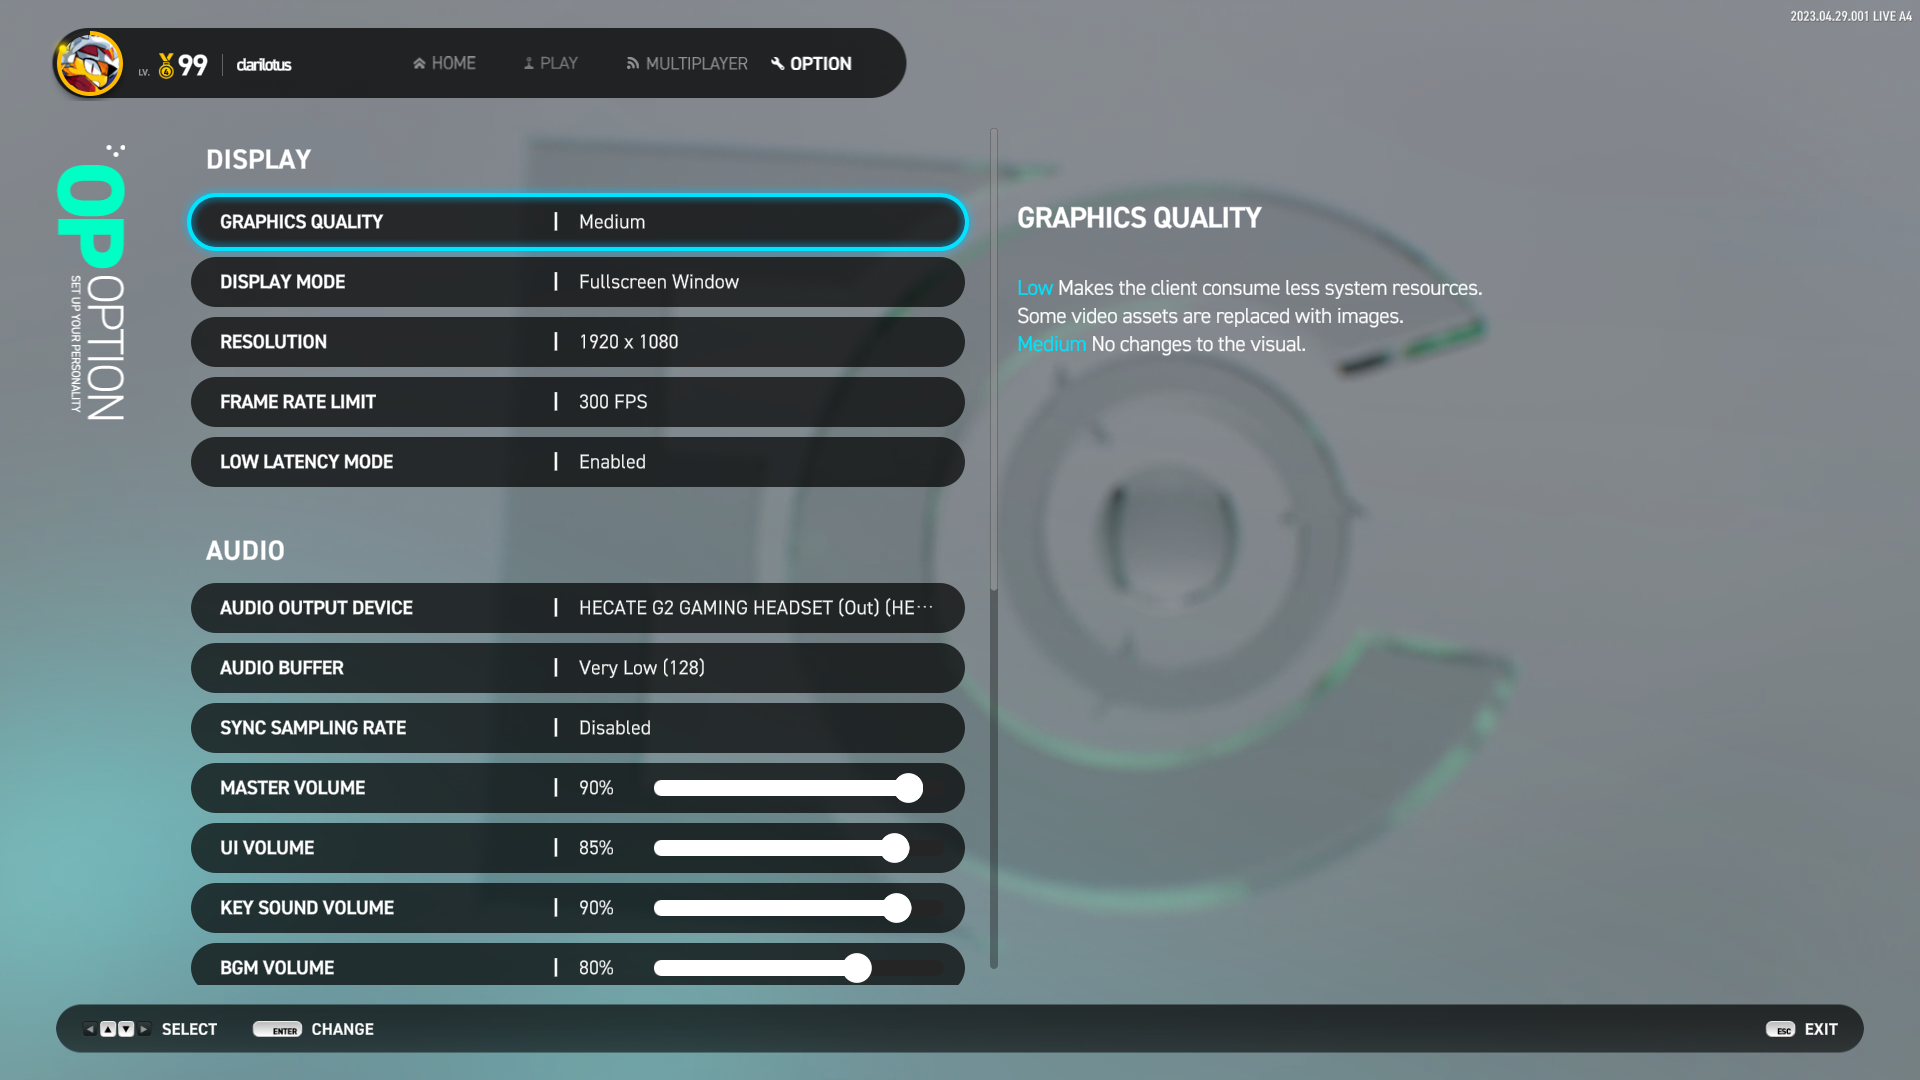 2023.04.29.001 LIVE A4
LV. 99 clarilotus
HOME PLAY MULTIPLAYER OPTION
OP
OPTION
SET UP YOUR PERSONALITY
DISPLAY
GRAPHICS QUALITY | Medium
DISPLAY MODE | Fullscreen Window
RESOLUTION | 1920 x 1080
FRAME RATE LIMIT | 300 FPS
LOW LATENCY MODE | Enabled
AUDIO
AUDIO OUTPUT DEVICE | HECATE G2 GAMING HEADSET (Out) (HE···
AUDIO BUFFER | Very Low (128)
SYNC SAMPLING RATE | Disabled
MASTER VOLUME | 90%
UI VOLUME | 85%
KEY SOUND VOLUME | 90%
BGM VOLUME | 80%
GRAPHICS QUALITY
Low Makes the client consume less system resources.
Some video assets are replaced with images.
Medium No changes to the visual.
SELECT ENTER CHANGE
ESC EXIT